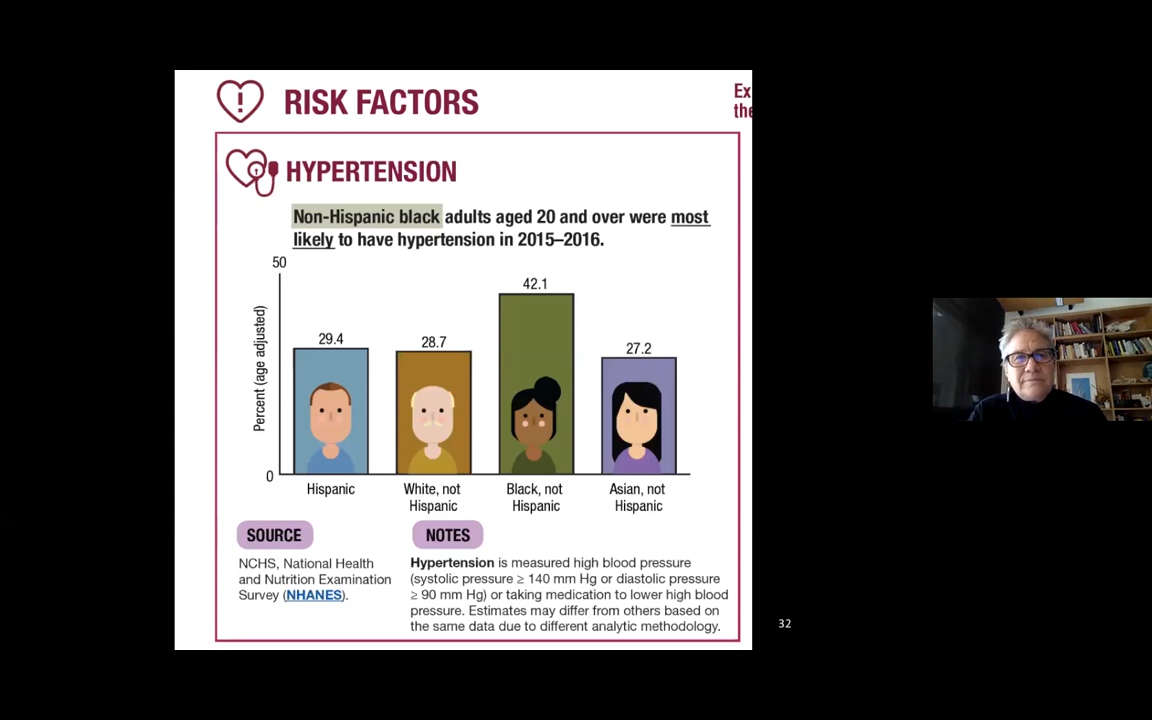 RISK FACTORS
Ex
the
HYPERTENSION
Non-Hispanic black adults aged 20 and over were most
likely to have hypertension in 2015–2016.
50
Percent (age adjusted)
0
29.4
28.7
42.1
27.2
Hispanic
White, not
Hispanic
Black, not
Hispanic
Asian, not
Hispanic
SOURCE
NCHS, National Health
and Nutrition Examination
Survey (NHANES).
NOTES
Hypertension is measured high blood pressure
(systolic pressure ≥ 140 mm Hg or diastolic pressure
≥ 90 mm Hg) or taking medication to lower high blood
pressure. Estimates may differ from others based on
the same data due to different analytic methodology.
32